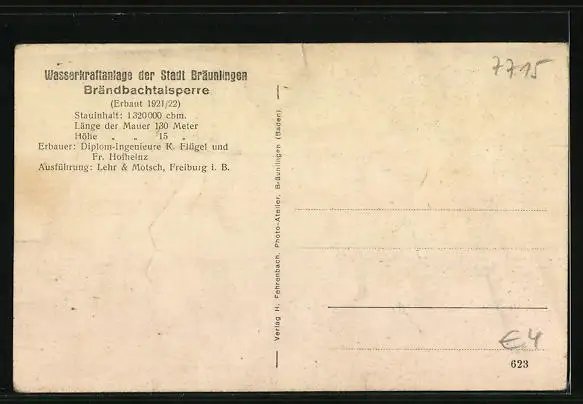 Wasserkraftanlage der Stadt Bräunlingen
Brändbachtalsperre
(Erbaut 1921/22)
Stauinhalt: 1320000 cbm.
Länge der Mauer 130 Meter
Höhe „ „ 15 „
Erbauer: Diplom-Ingenieure K. Flügel und
Fr. Hofheinz
Ausführung: Lehr & Motsch, Freiburg i. B.
Verlag H. Fehrenbach, Photo-Atelier, Bräunlingen (Baden)
7715
€4
623